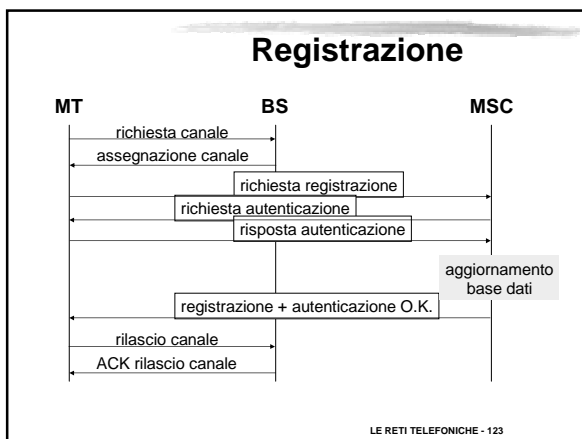 Registrazione
MT BS MSC
richiesta canale
assegnazione canale
richiesta registrazione
richiesta autenticazione
risposta autenticazione
aggiornamento
base dati
registrazione + autenticazione O.K.
rilascio canale
ACK rilascio canale
LE RETI TELEFONICHE - 123